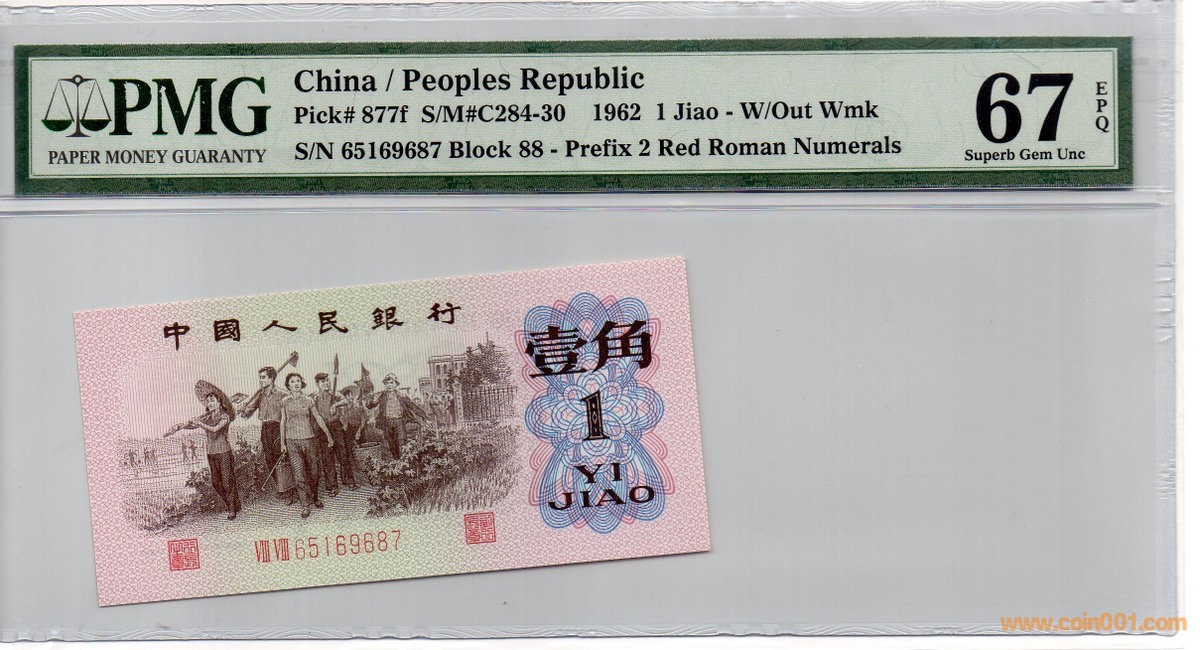 PMG
PAPER MONEY GUARANTY
China / Peoples Republic
Pick# 877f S/M#C284-30 1962 1 Jiao - W/Out Wmk
S/N 65169687 Block 88 - Prefix 2 Red Roman Numerals
67
EPQ
Superb Gem Unc
中國人民銀行
壹角
1
YI
JIAO
VIII VIII 65169687
www.coin001.com